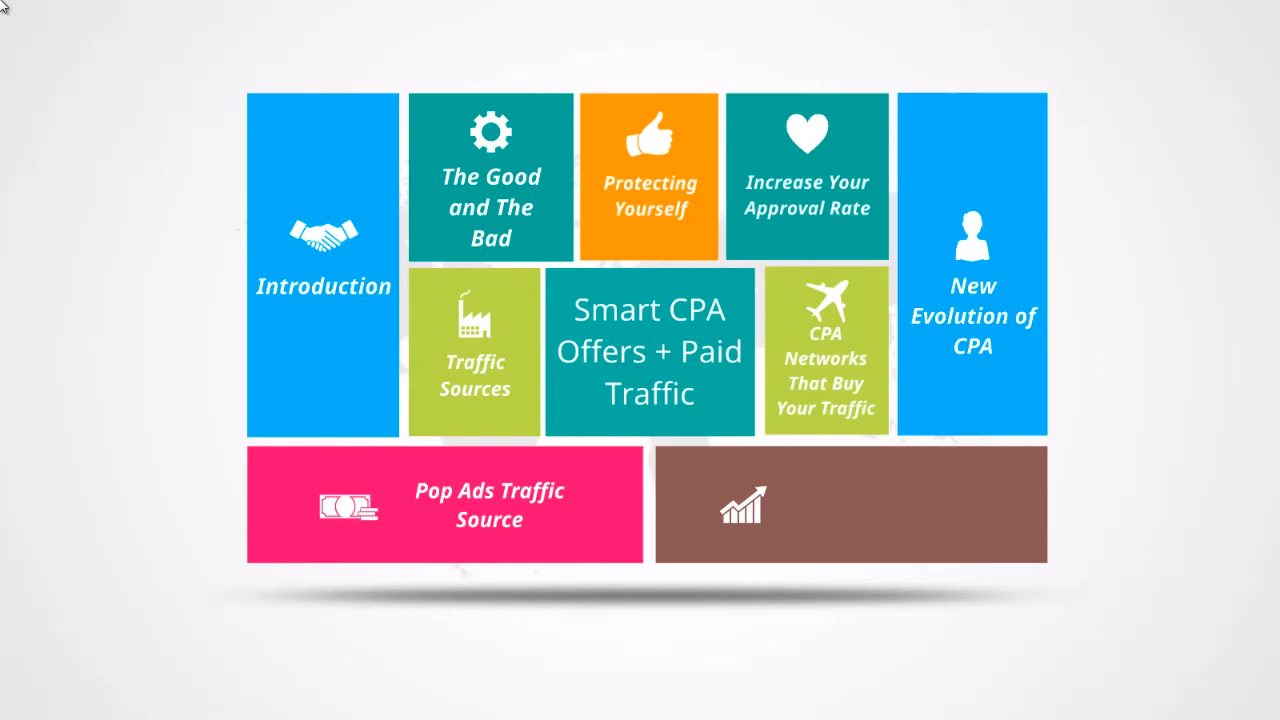 Introduction
The Good
and The
Bad
Protecting
Yourself
Increase Your
Approval Rate
New
Evolution of
CPA
Traffic
Sources
Smart CPA
Offers + Paid
Traffic
CPA
Networks
That Buy
Your Traffic
Pop Ads Traffic
Source